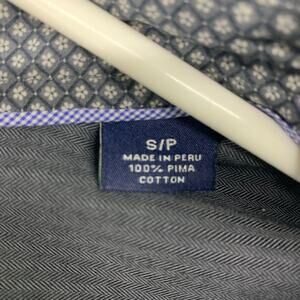 S/P
MADE IN PERU
100% PIMA
COTTON